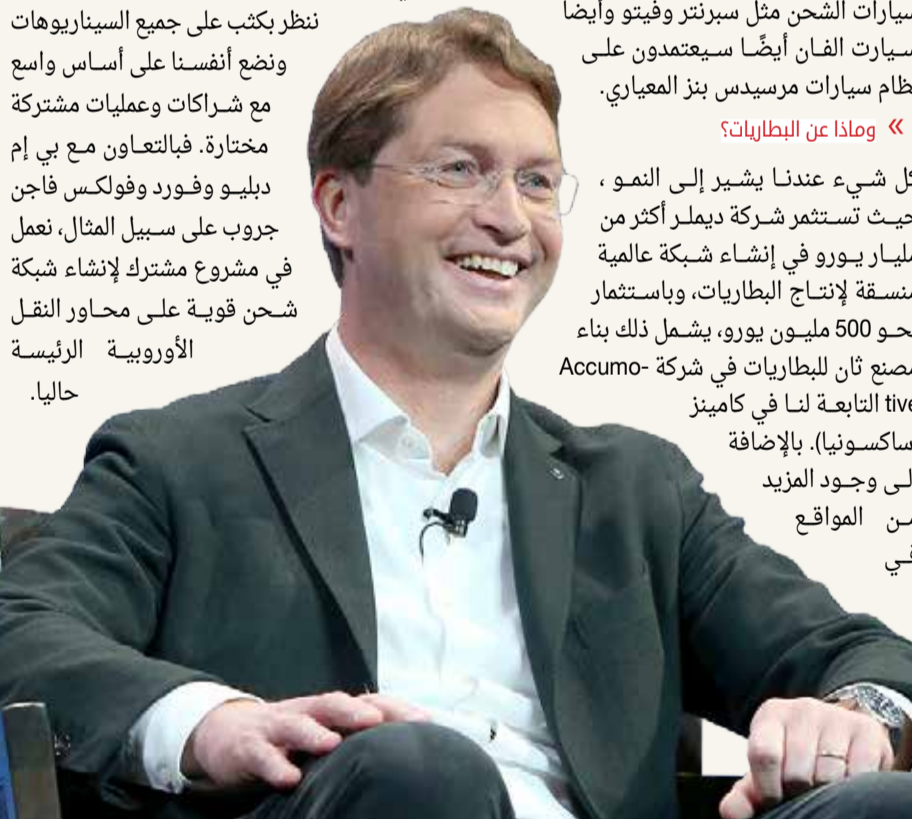 سيارات الشحن مثل سبرنتر وفيتو وأيضا
سيارت الفان أيضًا سيعتمدون على
نظام سيارات مرسيدس بنز المعياري.
» وماذا عن البطاريات؟
كل شيء عندنا يشير إلى النمو ،
حيث تستثمر شركة ديملر أكثر من
مليار يورو في إنشاء شبكة عالمية
منسقة لإنتاج البطاريات، وباستثمار
نحو 500 مليون يورو، يشمل ذلك بناء
مصنع ثان للبطاريات في شركة Accumo-
tive التابعة لنا في كامينز
ساكسونيا). بالإضافة
إلى وجود المزيد
من المواقع
في
ننظر بكثب على جميع السيناريوهات
ونضع أنفسنا على أساس واسع
مع شراكات وعمليات مشتركة
مختارة. فبالتعاون مع بي إم
دبليو وفورد وفولكس فاجن
جروب على سبيل المثال، نعمل
في مشروع مشترك لإنشاء شبكة
شحن قوية على محاور النقل
الأوروبية الرئيسة
حاليا.